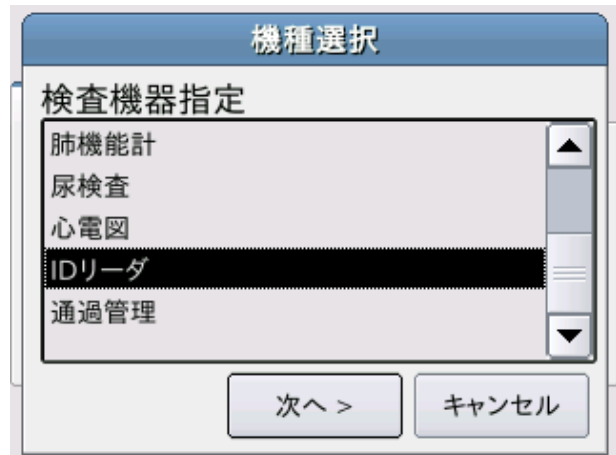 機種選択
検査機器指定
肺機能計
尿検査
心電図
IDリーダ
通過管理
次へ >
キャンセル